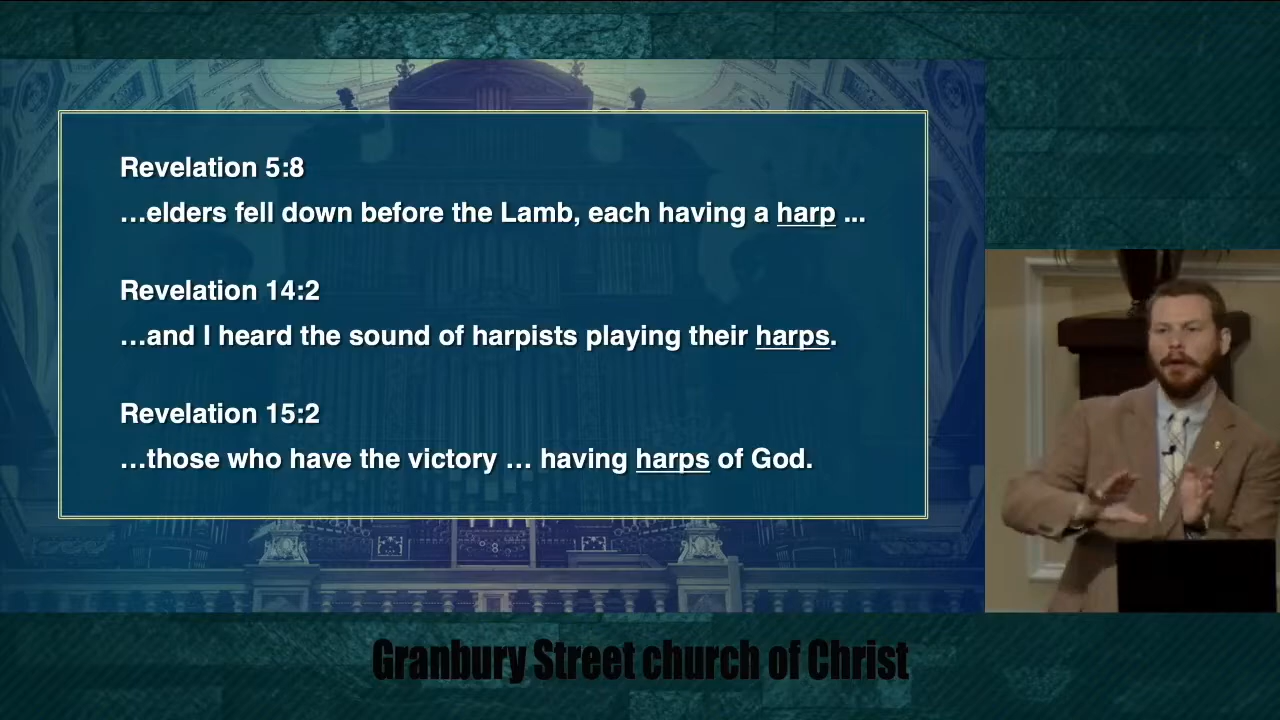 Revelation 5:8
…elders fell down before the Lamb, each having a harp ...
Revelation 14:2
…and I heard the sound of harpists playing their harps.
Revelation 15:2
…those who have the victory … having harps of God.
Granbury Street church of Christ